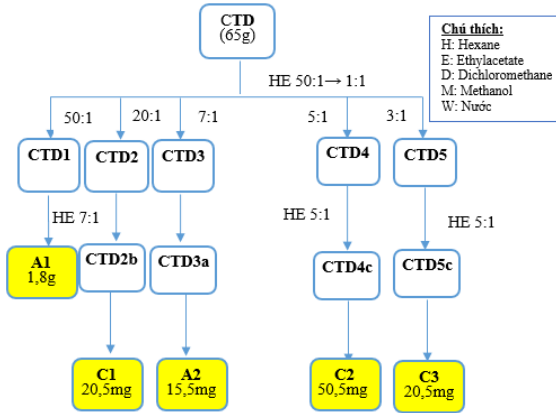 CTD
(65g)
Chú thích:
H: Hexane
E: Ethylacetate
D: Dichloromethane
M: Methanol
W: Nước
HE 50:1→ 1:1
50:1
20:1
7:1
5:1
3:1
CTD1
CTD2
CTD3
CTD4
CTD5
HE 7:1
HE 5:1
HE 5:1
A1
1,8g
CTD2b
CTD3a
CTD4c
CTD5c
C1
20,5mg
A2
15,5mg
C2
50,5mg
C3
20,5mg